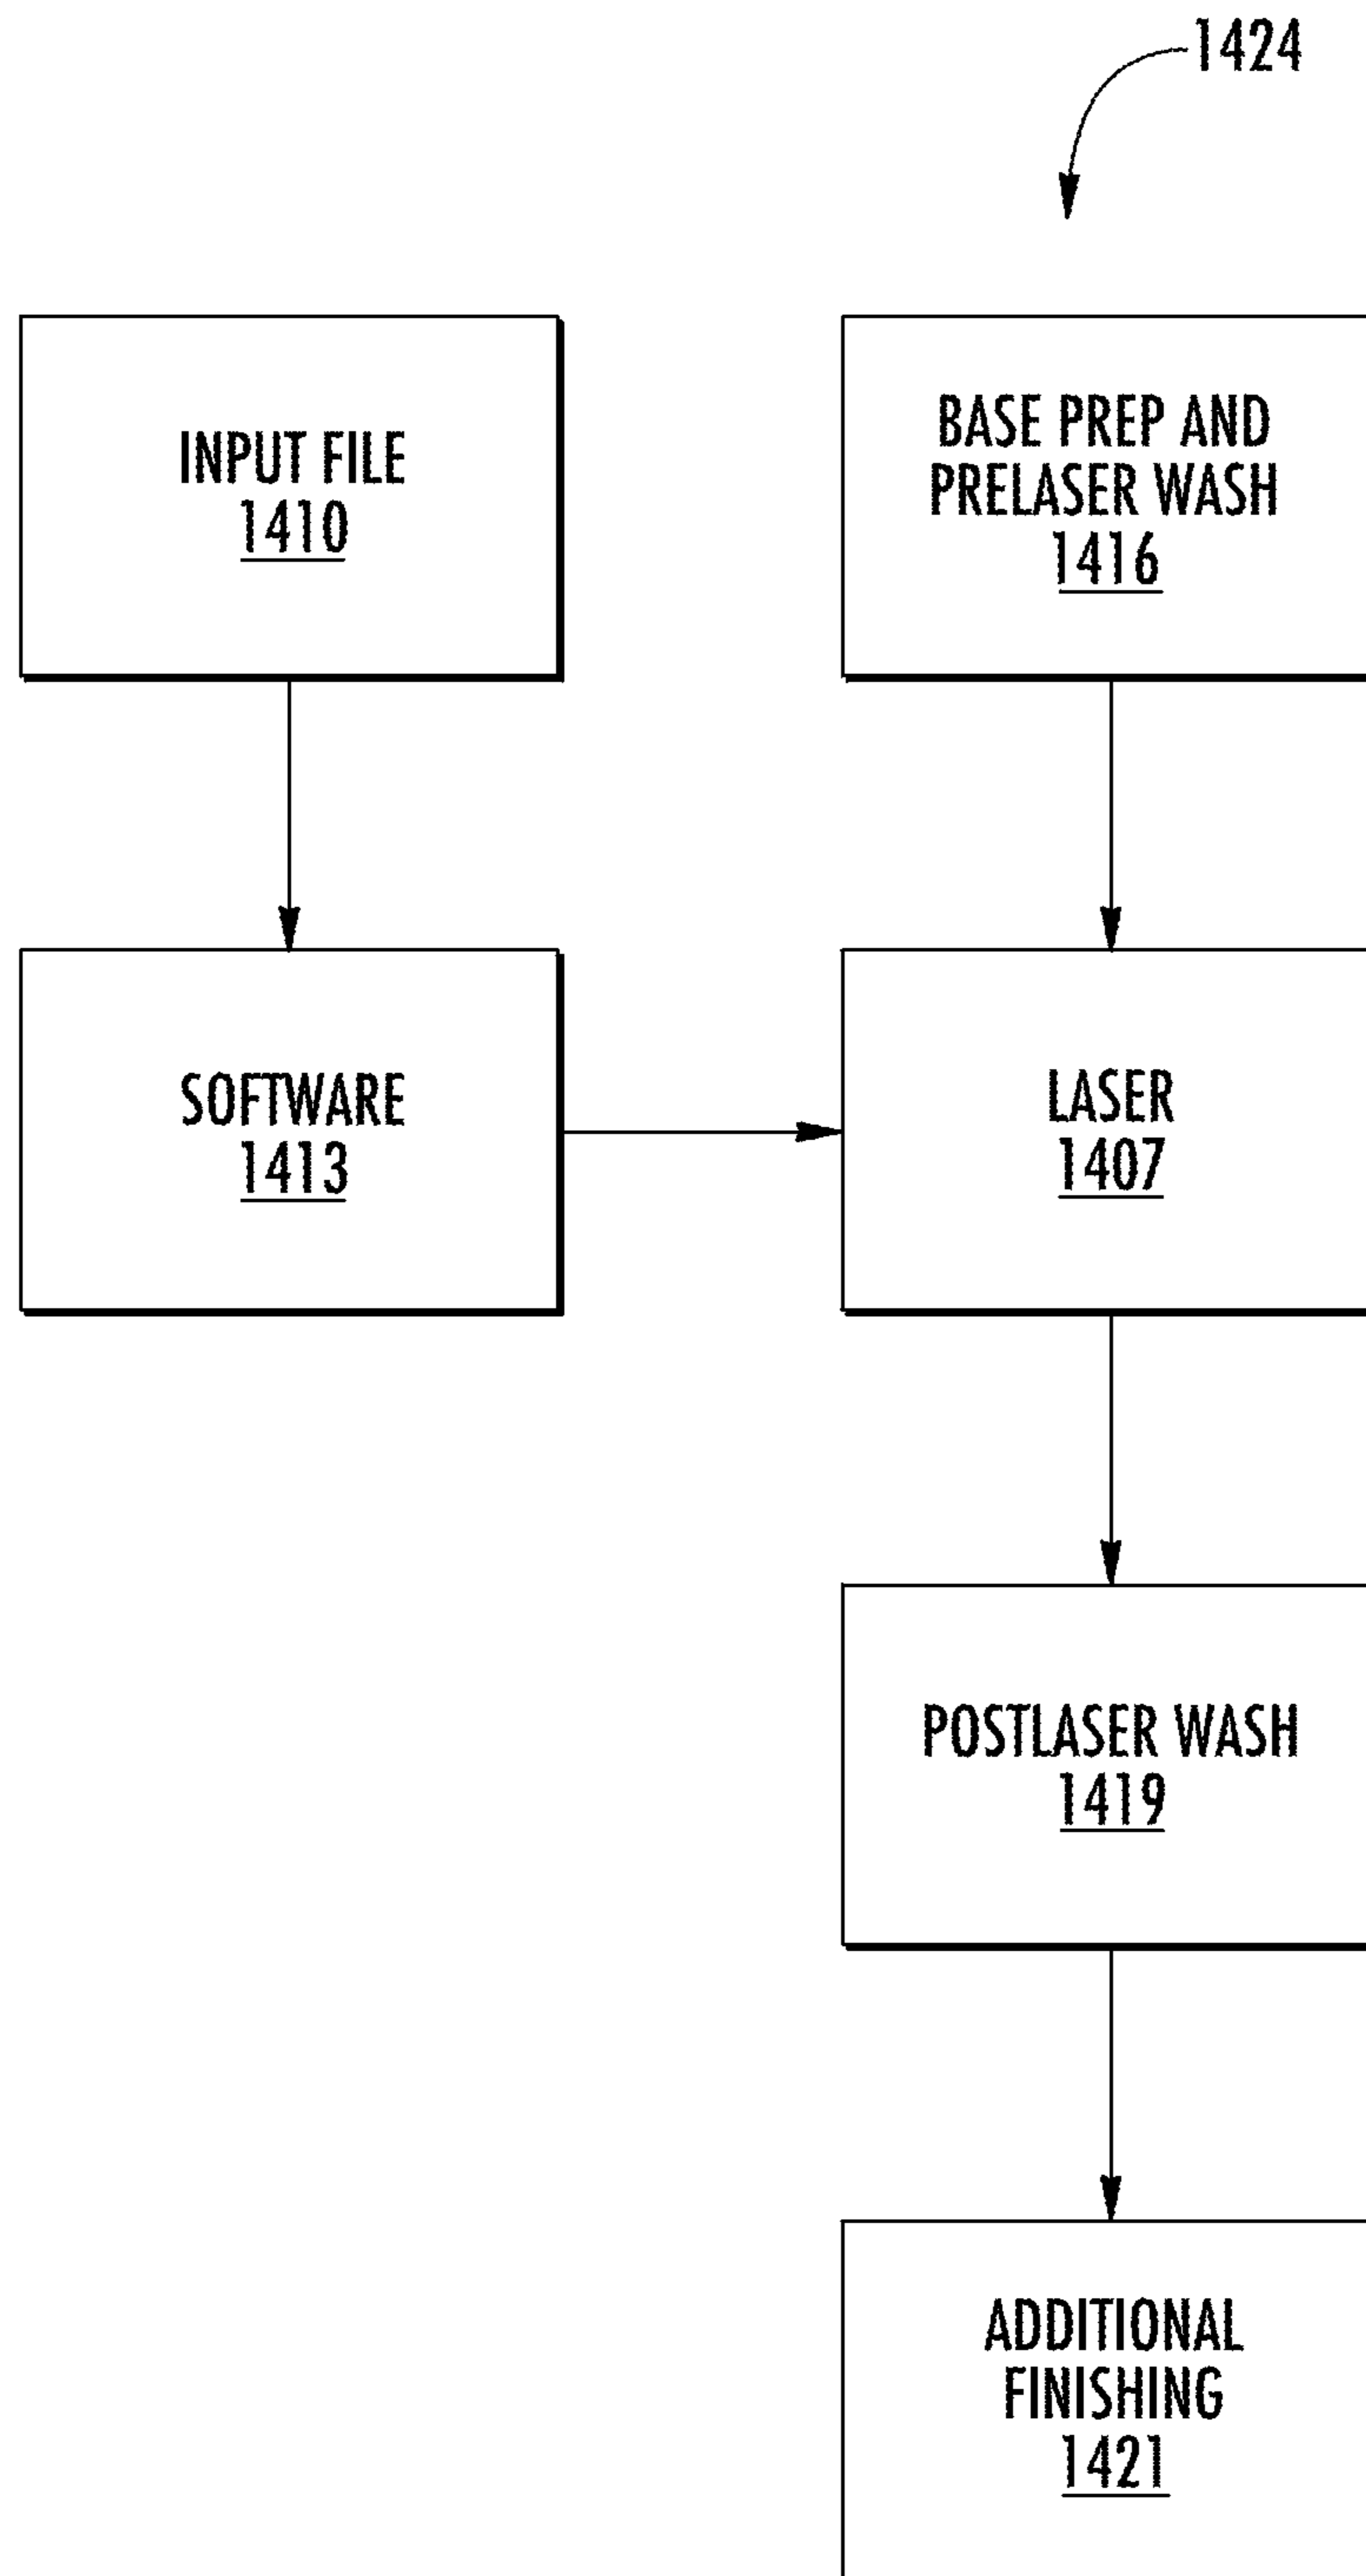 1424
INPUT FILE
1410
BASE PREP AND
PRELASER WASH
1416
SOFTWARE
1413
LASER
1407
POSTLASER WASH
1419
ADDITIONAL
FINISHING
1421